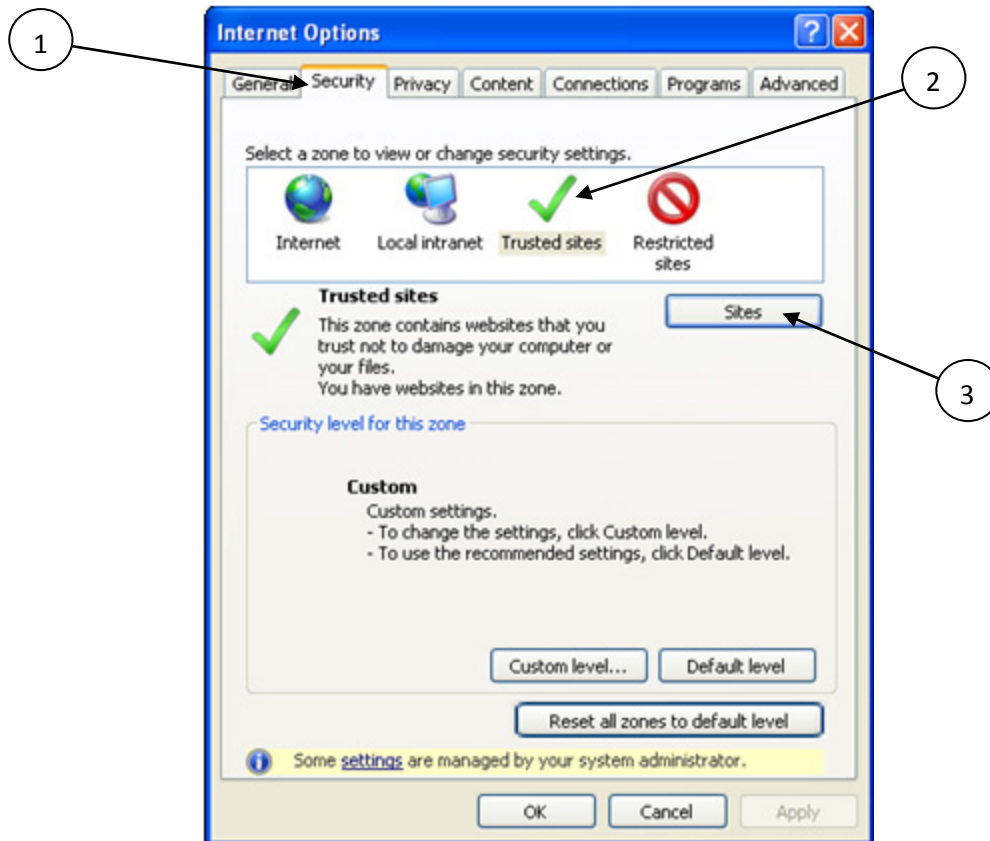 Internet Options
1
General Security Privacy Content Connections Programs Advanced
2
Select a zone to view or change security settings.
Internet Local intranet Trusted sites Restricted
sites
Trusted sites
Sites
This zone contains websites that you
trust not to damage your computer or
your files.
You have websites in this zone.
3
Security level for this zone
Custom
Custom settings.
- To change the settings, click Custom level.
- To use the recommended settings, click Default level.
Custom level... Default level
Reset all zones to default level
Some settings are managed by your system administrator.
OK Cancel Apply